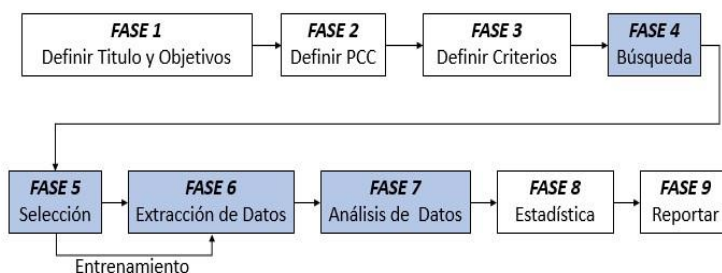 FASE 1
Definir Titulo y Objetivos
FASE 2
Definir PCC
FASE 3
Definir Criterios
FASE 4
Búsqueda
FASE 5
Selección
FASE 6
Extracción de Datos
FASE 7
Análisis de Datos
FASE 8
Estadística
FASE 9
Reportar
Entrenamiento